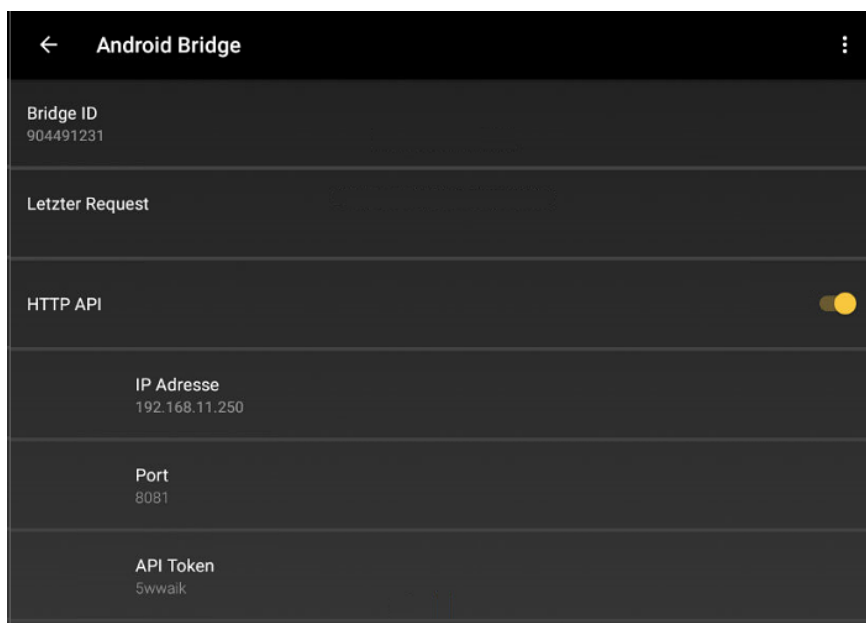 Android Bridge
Bridge ID
904491231
Letzter Request
HTTP API
IP Adresse
192.168.11.250
Port
8081
API Token
5wwaik